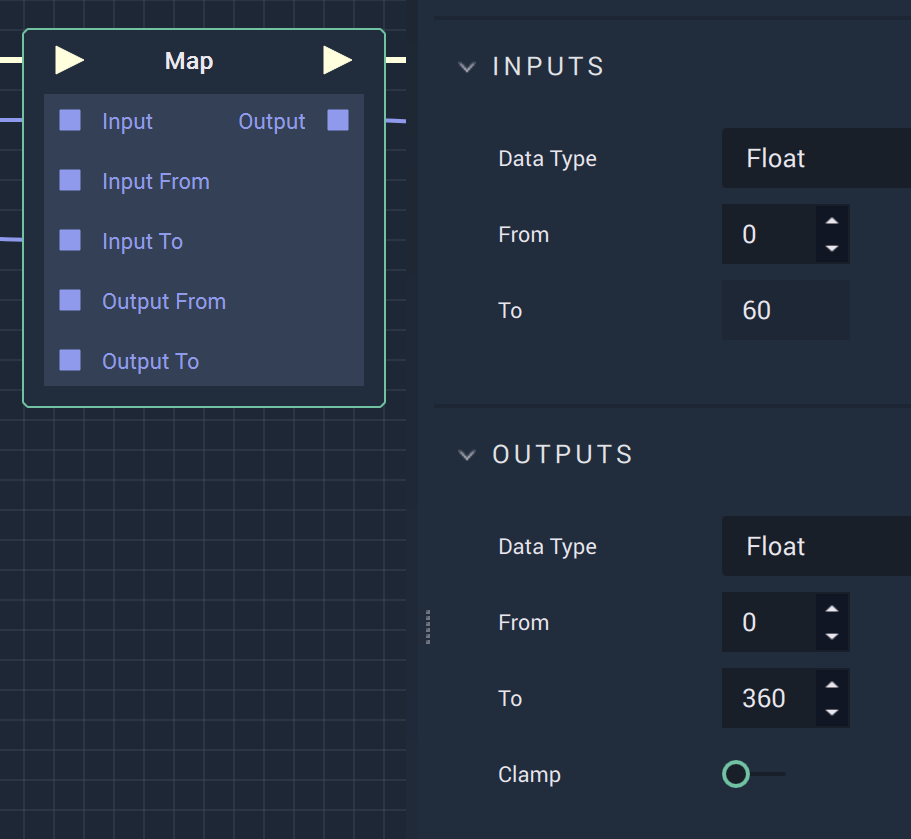 Map
Input Output
Input From
Input To
Output From
Output To
INPUTS
Data Type Float
From 0
To 60
OUTPUTS
Data Type Float
From 0
To 360
Clamp